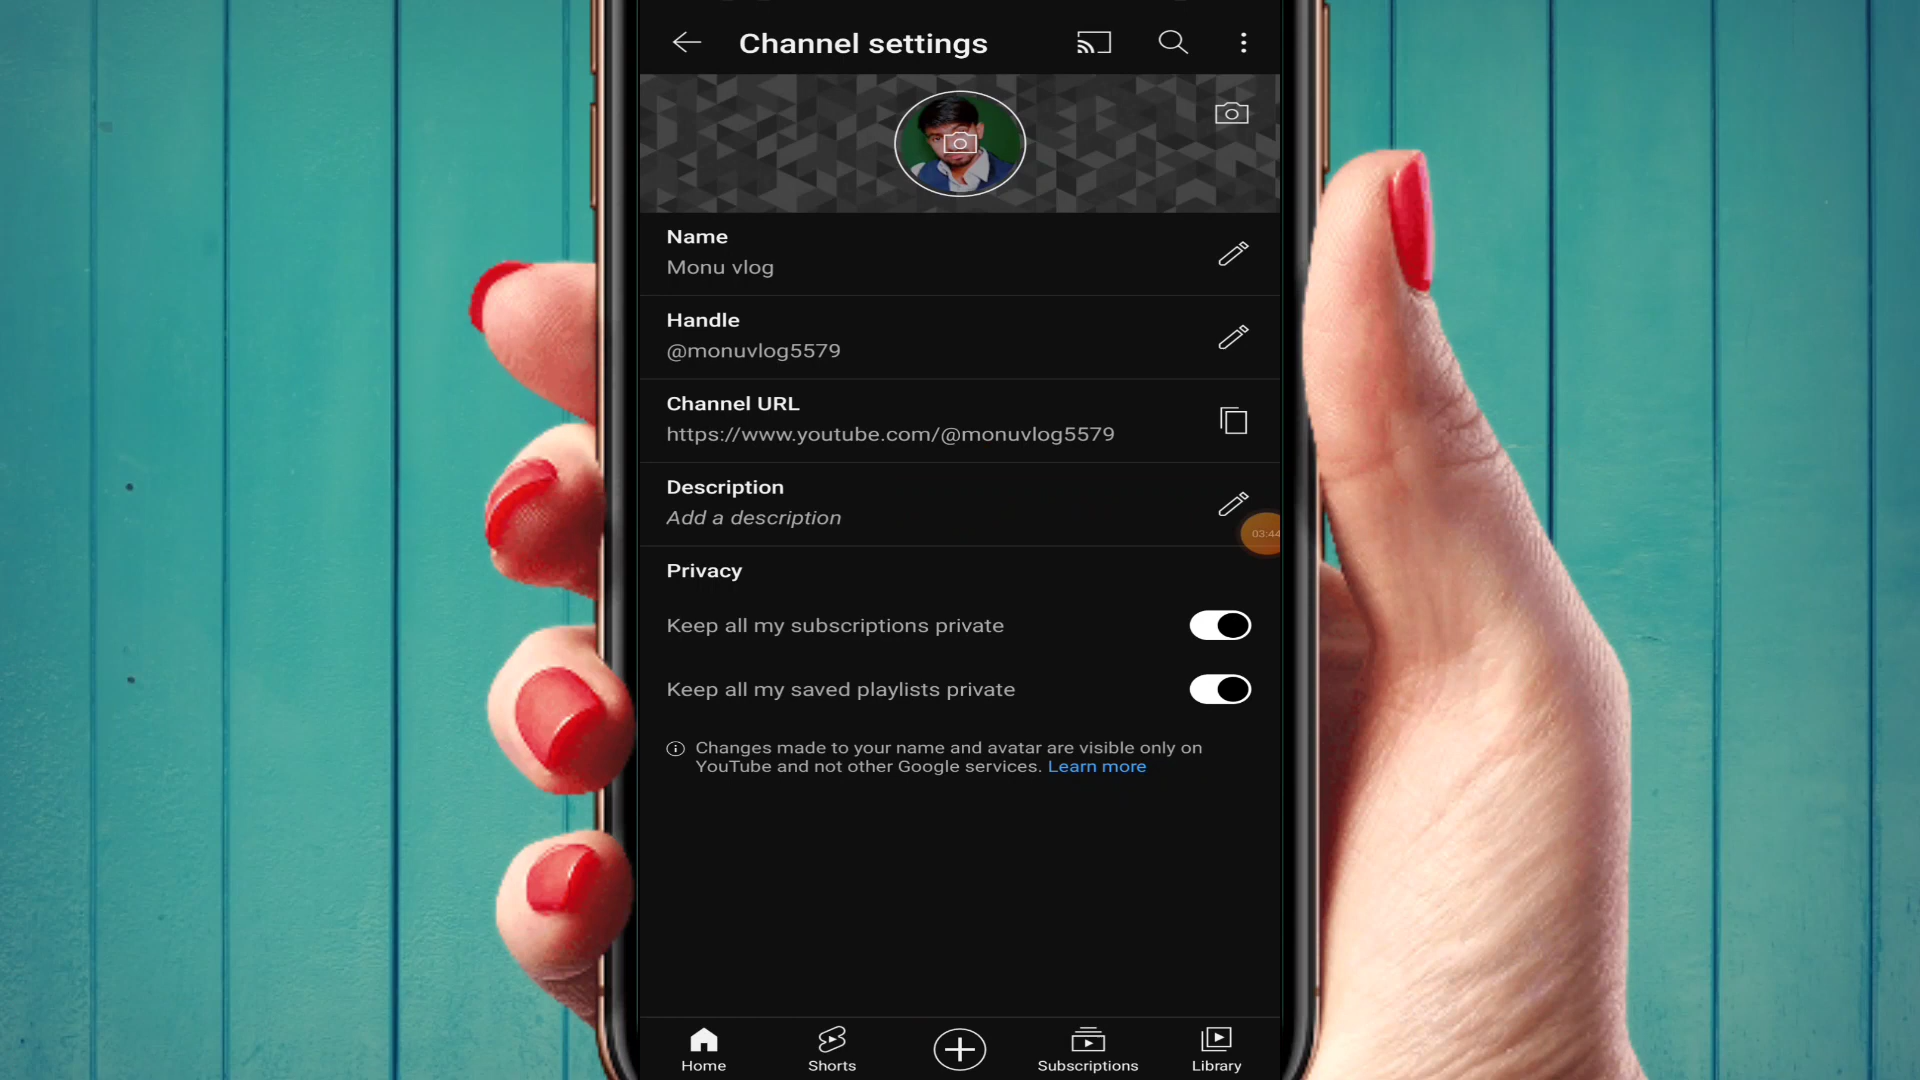 Channel settings
Name
Monu vlog
Handle
@monuvlog5579
Channel URL
https://www.youtube.com/@monuvlog5579
Description
Add a description
03:44
Privacy
Keep all my subscriptions private
Keep all my saved playlists private
Changes made to your name and avatar are visible only on
YouTube and not other Google services. Learn more
Home
Shorts
Subscriptions
Library